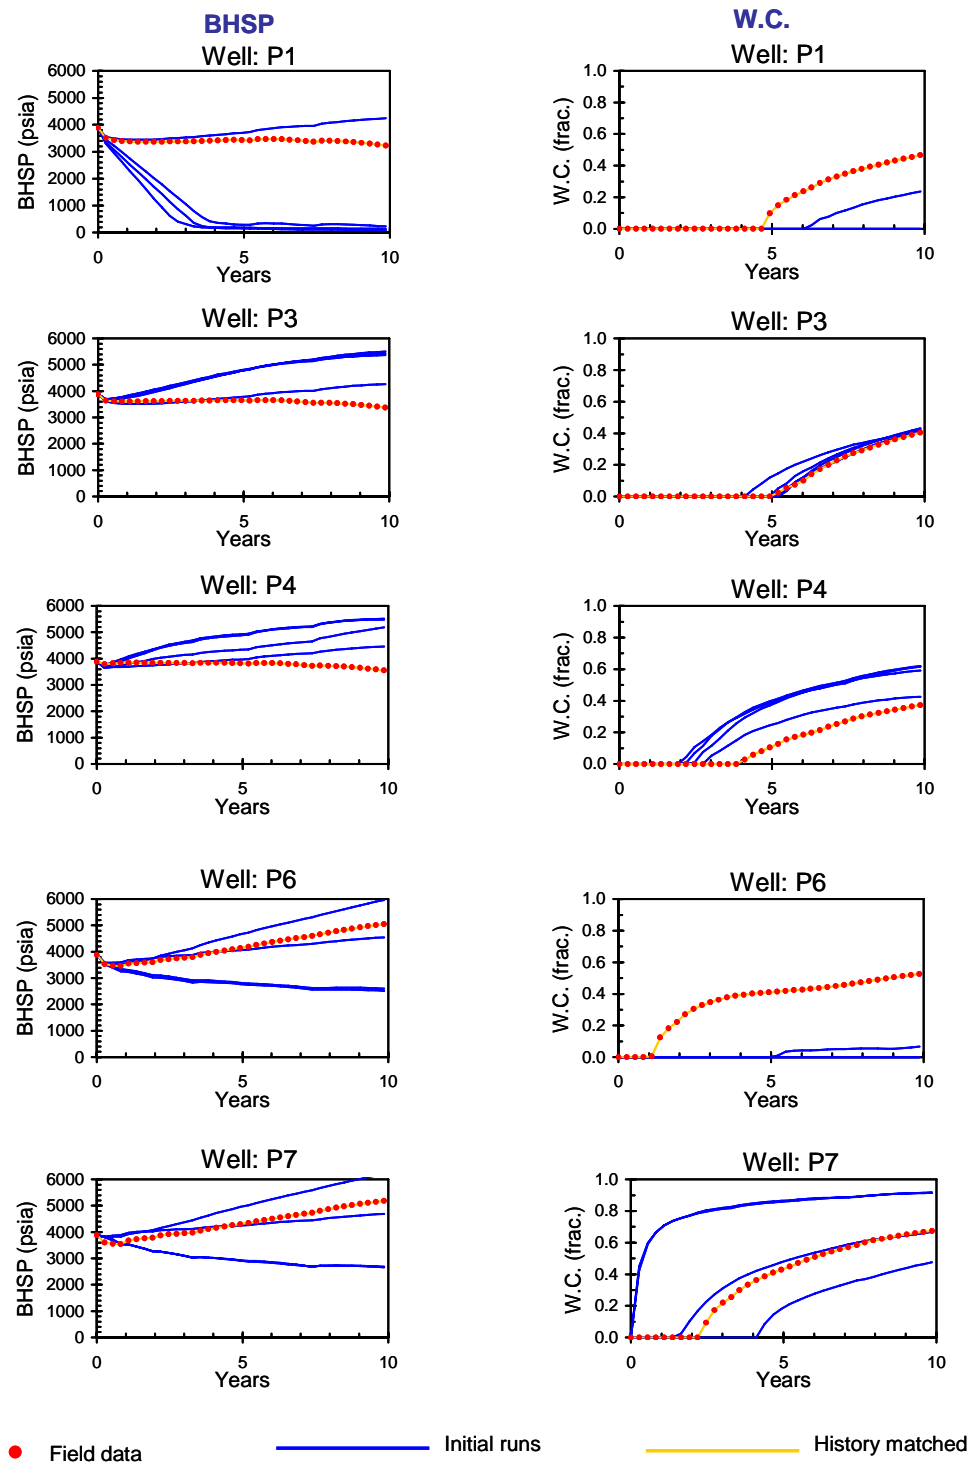 BHSP
W.C.
Well: P1
6000
5000
4000
3000
2000
1000
0
BHSP (psia)
0
5
10
Years
Well: P1
1.0
0.8
0.6
0.4
0.2
0.0
W.C. (frac.)
0
5
10
Years
Well: P3
6000
5000
4000
3000
2000
1000
0
BHSP (psia)
0
5
10
Years
Well: P3
1.0
0.8
0.6
0.4
0.2
0.0
W.C. (frac.)
0
5
10
Years
Well: P4
6000
5000
4000
3000
2000
1000
0
BHSP (psia)
0
5
10
Years
Well: P4
1.0
0.8
0.6
0.4
0.2
0.0
W.C. (frac.)
0
5
10
Years
Well: P6
6000
5000
4000
3000
2000
1000
0
BHSP (psia)
0
5
10
Years
Well: P6
1.0
0.8
0.6
0.4
0.2
0.0
W.C. (frac.)
0
5
10
Years
Well: P7
6000
5000
4000
3000
2000
1000
0
BHSP (psia)
0
5
10
Years
Well: P7
1.0
0.8
0.6
0.4
0.2
0.0
W.C. (frac.)
0
5
10
Years
Field data
Initial runs
History matched